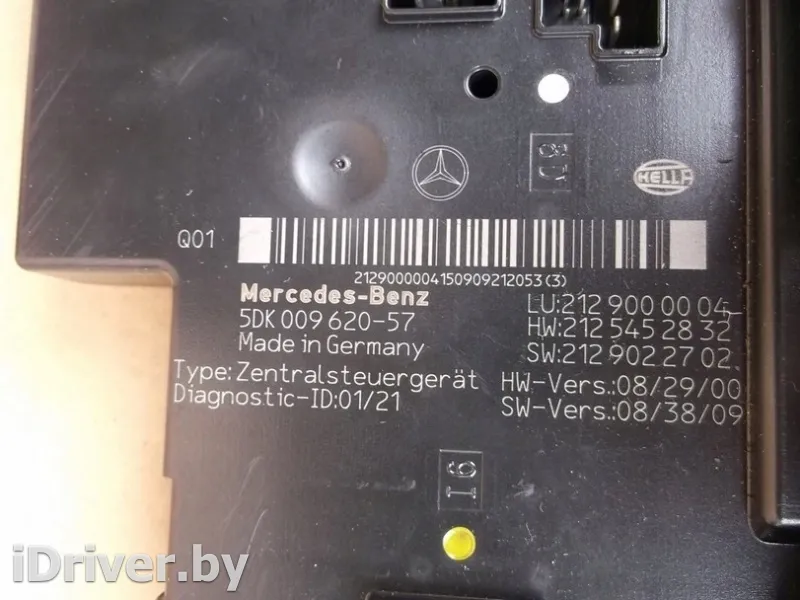 Q01
HELLA
2129000004150909212053(3)
Mercedes-Benz
5DK 009 620-57
Made in Germany
LU:212 900 00 04
HW:212 545 28 32
SW:212 902 27 02
Type: Zentralsteuergerät
Diagnostic-ID:01/21
HW-Vers.:08/29/00
SW-Vers.:08/38/09
I6
iDriver.by